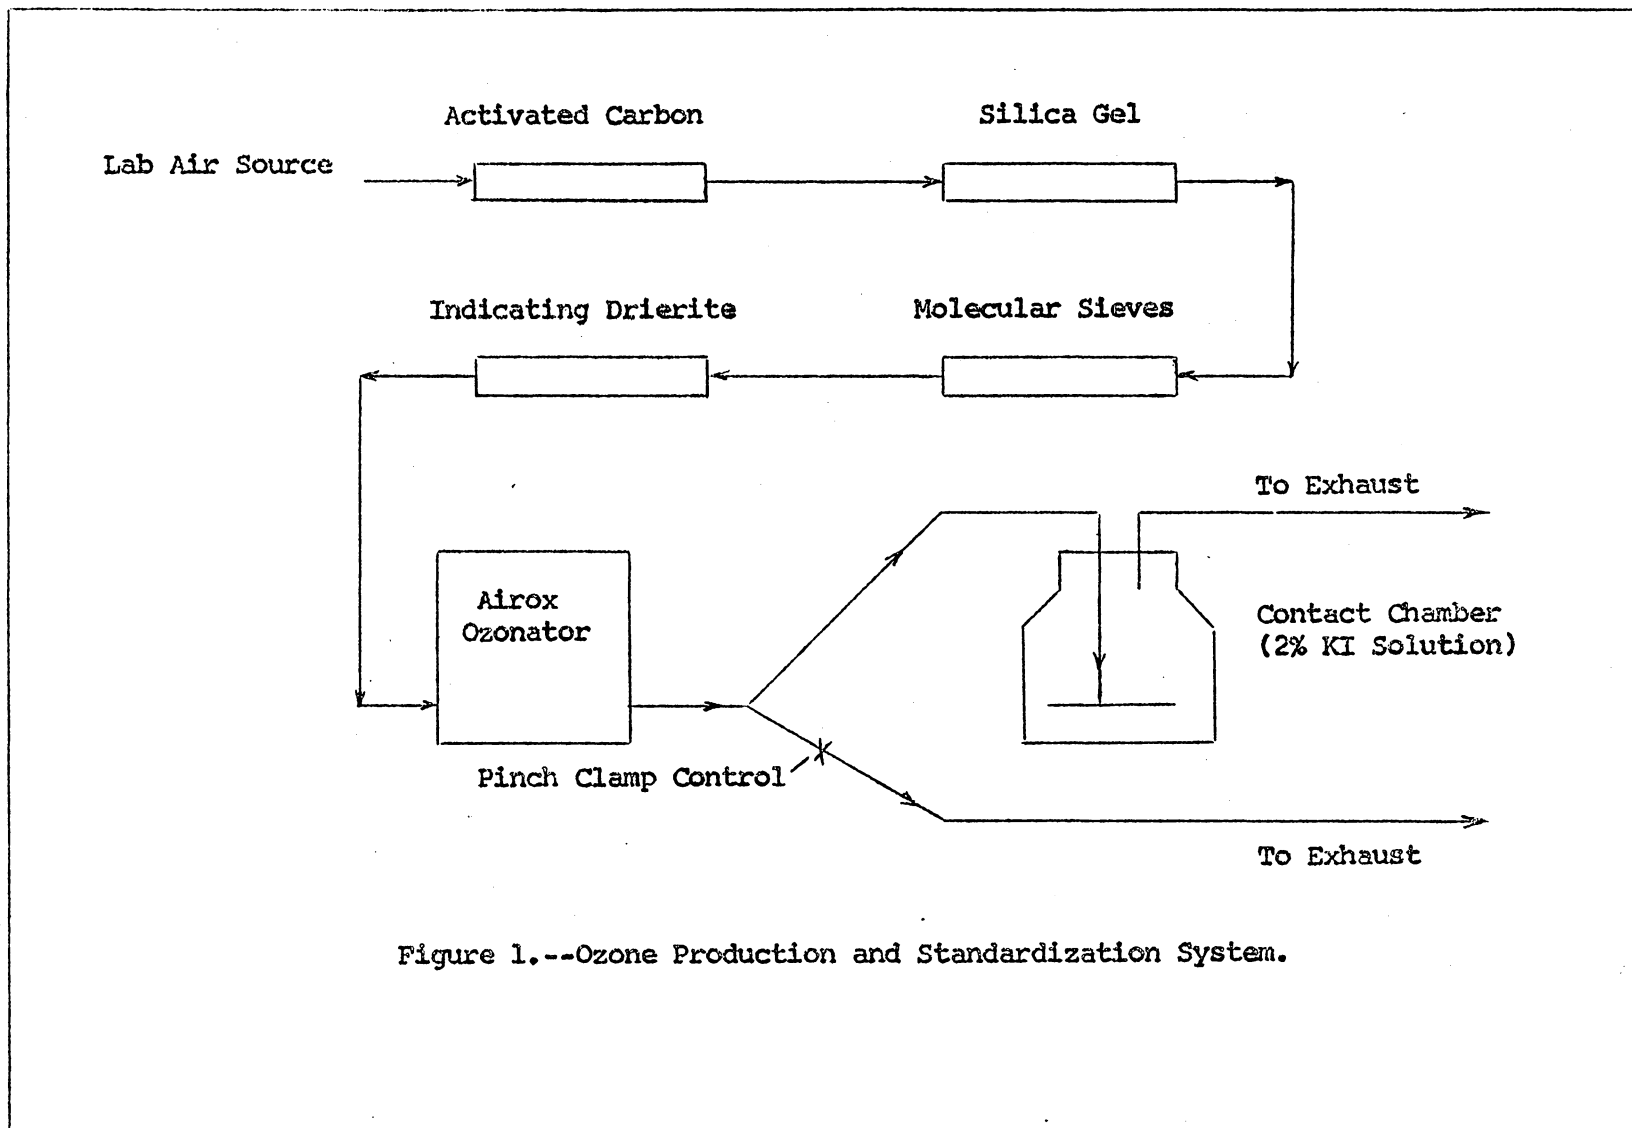 Activated Carbon
Silica Gel
Lab Air Source
Indicating Drierite
Molecular Sieves
To Exhaust
Airox
Ozonator
Contact Chamber
(2% KI Solution)
Pinch Clamp Control
To Exhaust
Figure 1.--Ozone Production and Standardization System.